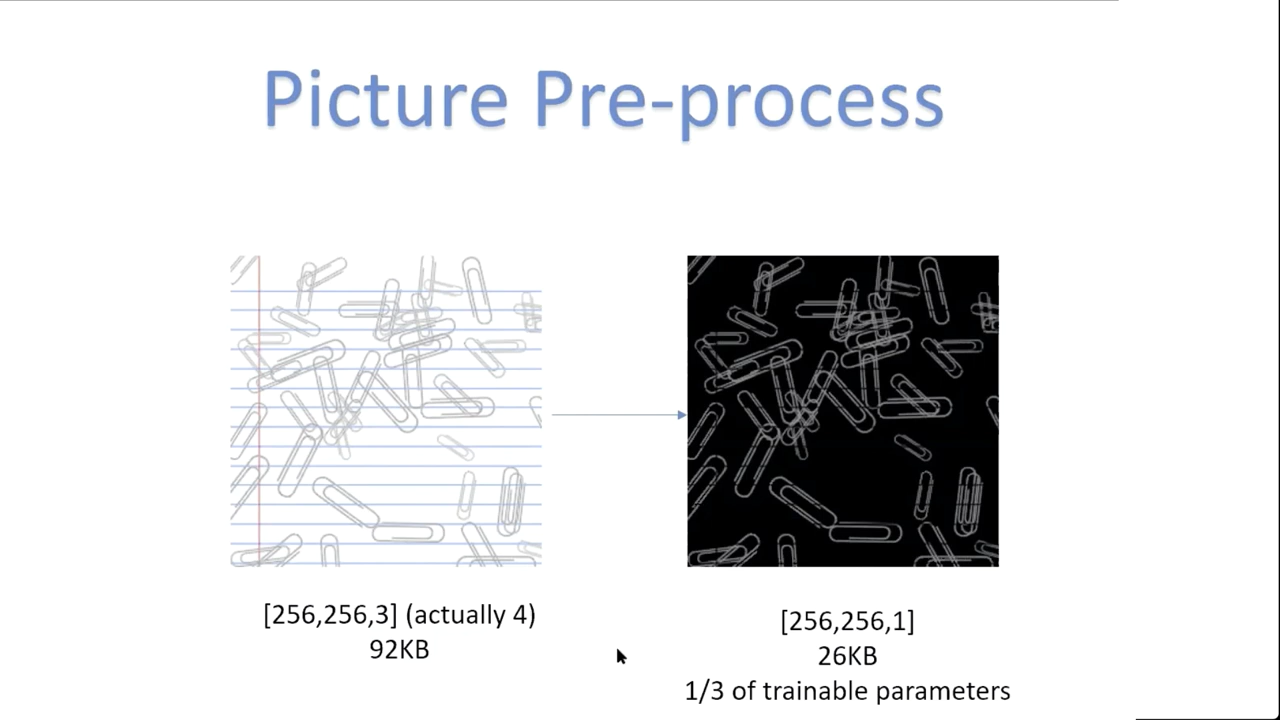 Picture Pre-process
[256,256,3] (actually 4)
92KB
[256,256,1]
26KB
1/3 of trainable parameters